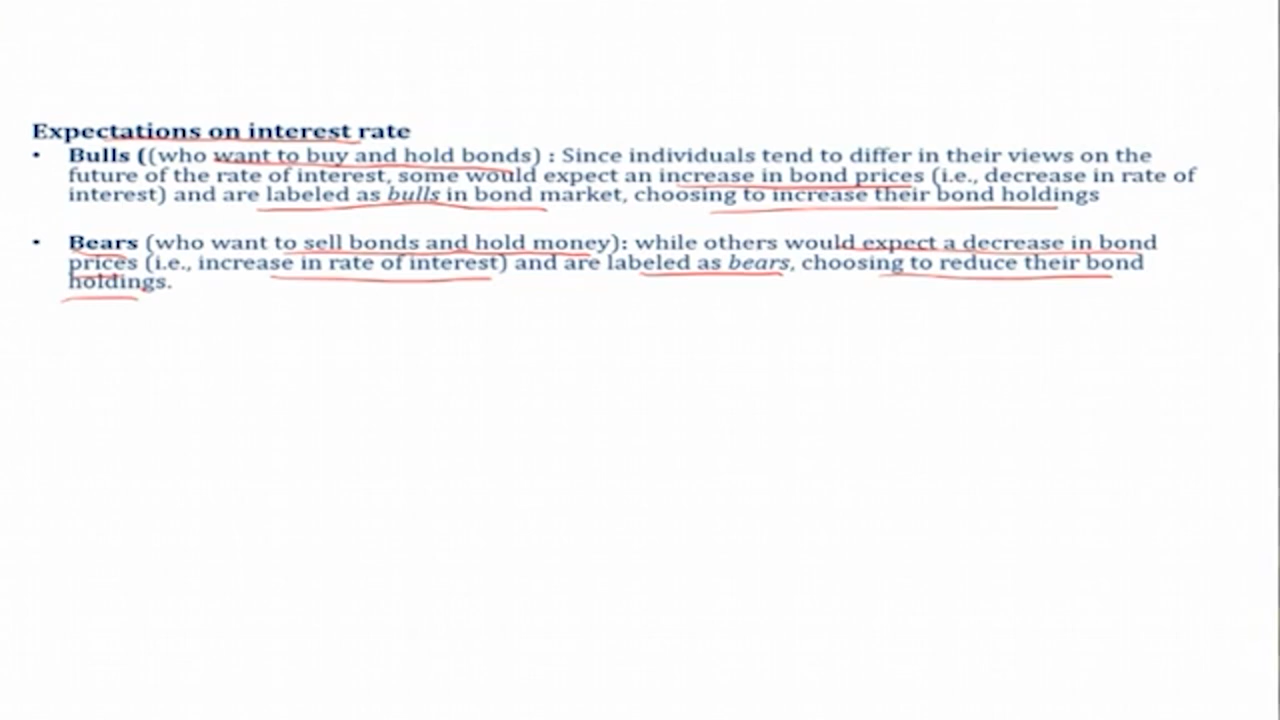 Expectations on interest rate
• Bulls ((who want to buy and hold bonds) : Since individuals tend to differ in their views on the
future of the rate of interest, some would expect an increase in bond prices (i.e., decrease in rate of
interest) and are labeled as bulls in bond market, choosing to increase their bond holdings
• Bears (who want to sell bonds and hold money): while others would expect a decrease in bond
prices (i.e., increase in rate of interest) and are labeled as bears, choosing to reduce their bond
holdings.